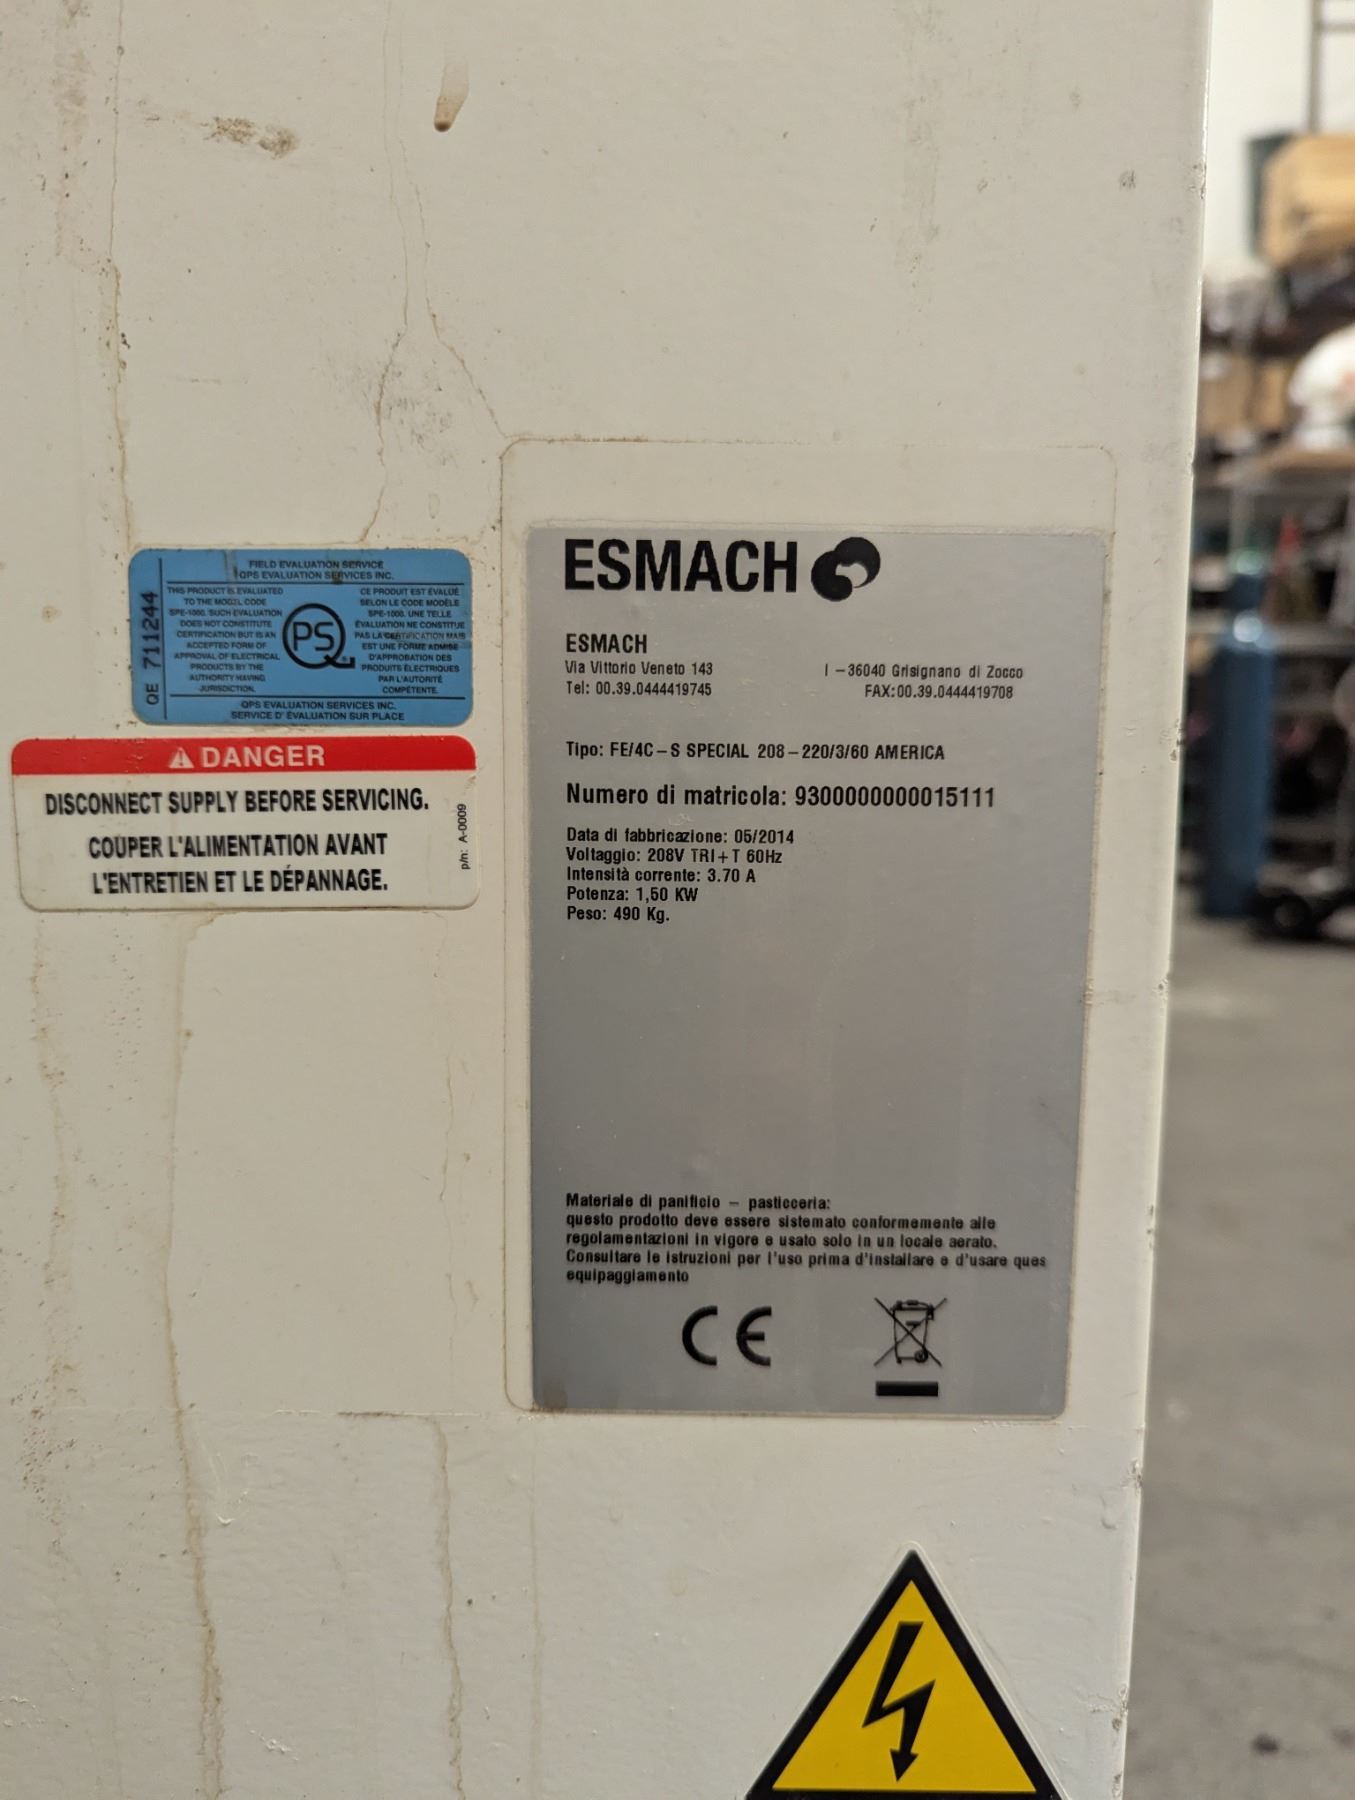 FIELD EVALUATION SERVICE
QPS EVALUATION SERVICES INC.
THIS PRODUCT IS EVALUATED
TO THE MODEL CODE
SPE-1000. SUCH EVALUATION
DOES NOT CONSTITUTE
CERTIFICATION BUT IS AN
ACCEPTED FORM OF
APPROVAL OF ELECTRICAL
PRODUCTS BY THE
AUTHORITY HAVING
JURISDICTION.
QPS
®
CE PRODUIT EST ÉVALUÉ
SELON LE CODE MODÈLE
SPE-1000. UNE TELLE
ÉVALUATION NE CONSTITUE
PAS LA CERTIFICATION MAIS
EST UNE FORME ADMISE
D'APPROBATION DES
PRODUITS ÉLECTRIQUES
PAR L'AUTORITÉ
COMPÉTENTE.
QPS EVALUATION SERVICES INC.
SERVICE D' ÉVALUATION SUR PLACE
QE 711244
DANGER
DISCONNECT SUPPLY BEFORE SERVICING.
COUPER L'ALIMENTATION AVANT
L'ENTRETIEN ET LE DÉPANNAGE.
p/n: A-0009
ESMACH
ESMACH
Via Vittorio Veneto 143 I –36040 Grisignano di Zocco
Tel: 00.39.0444419745 FAX:00.39.0444419708
Tipo: FE/4C–S SPECIAL 208–220/3/60 AMERICA
Numero di matricola: 9300000000015111
Data di fabbricazione: 05/2014
Voltaggio: 208V TRI+T 60Hz
Intensità corrente: 3.70 A
Potenza: 1,50 KW
Peso: 490 Kg.
Materiale di panificio – pasticceria:
questo prodotto deve essere sistemato conformemente alle
regolamentazioni in vigore e usato solo in un locale aerato.
Consultare le istruzioni per l'uso prima d'installare e d'usare ques
equipaggiamento
CE